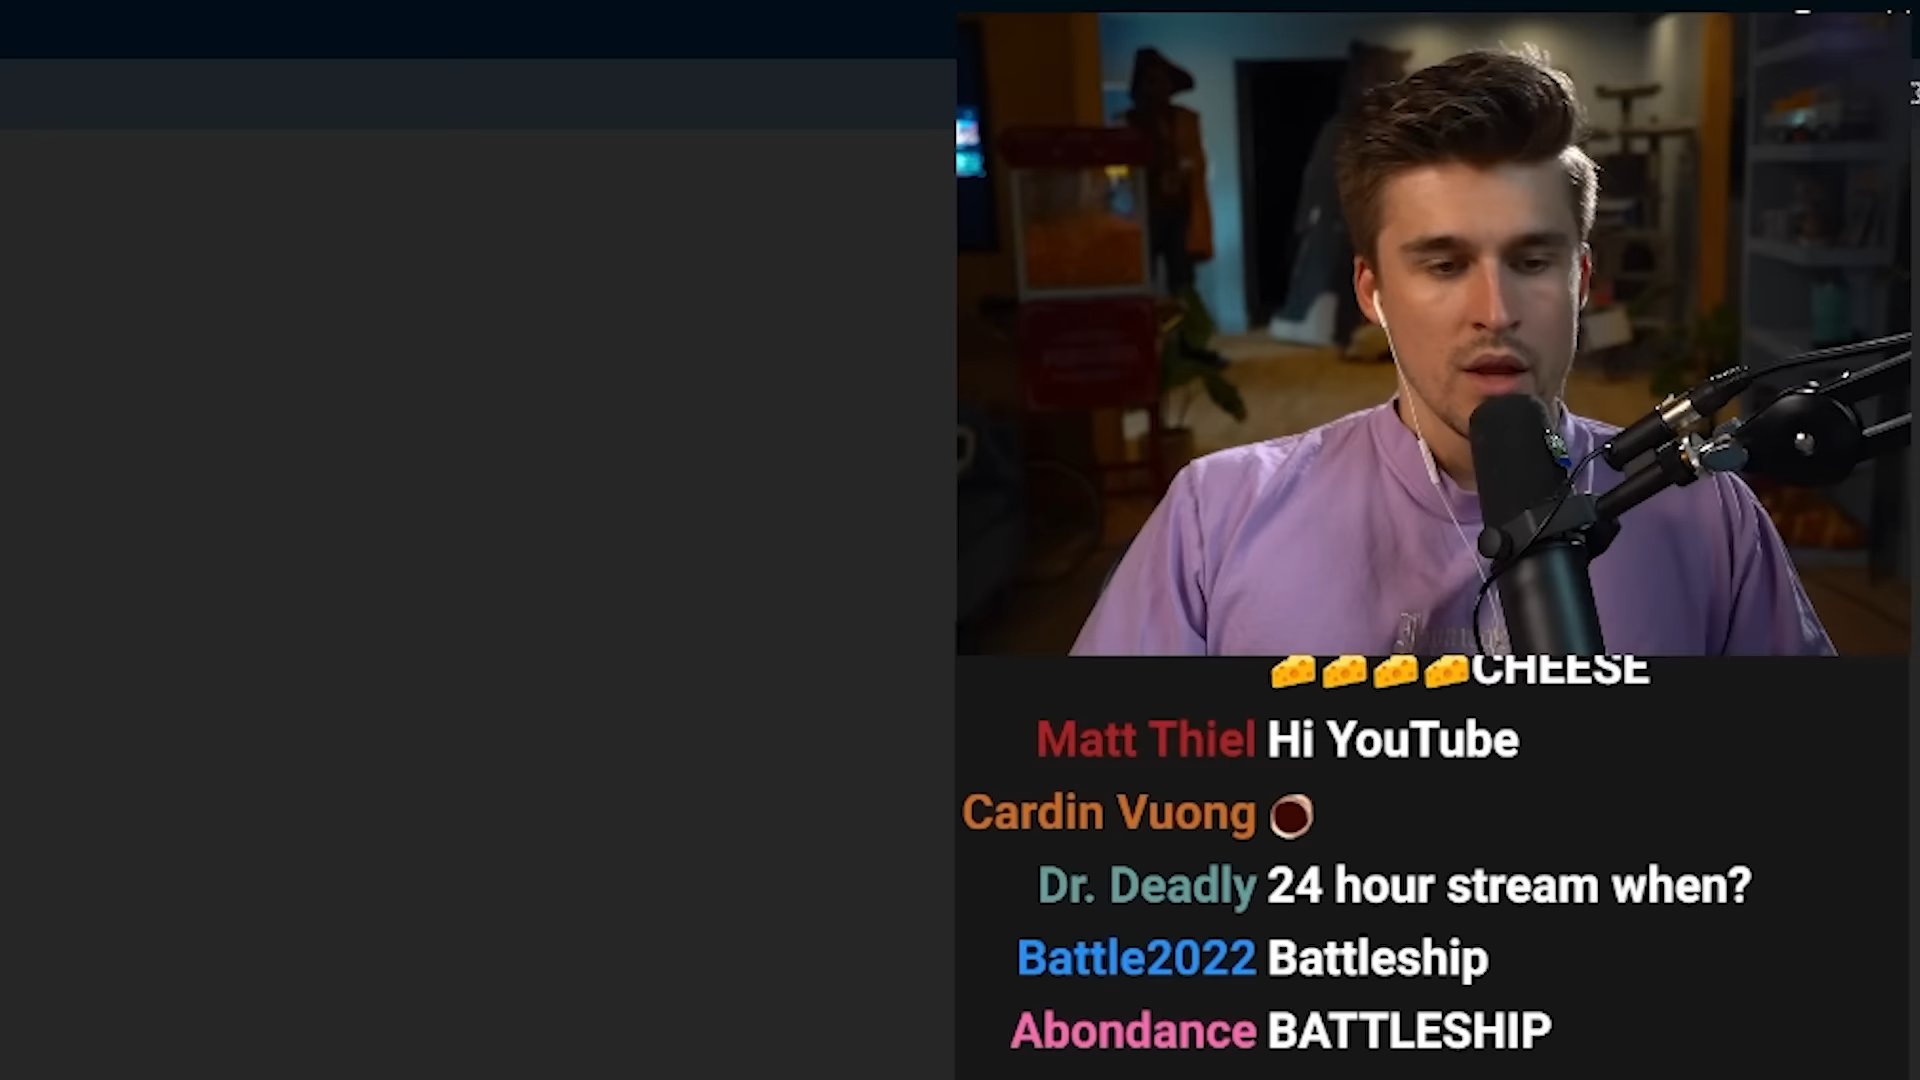 🧀🧀🧀🧀CHEESE
Matt Thiel Hi YouTube
Cardin Vuong
Dr. Deadly 24 hour stream when?
Battle2022 Battleship
Abondance BATTLESHIP